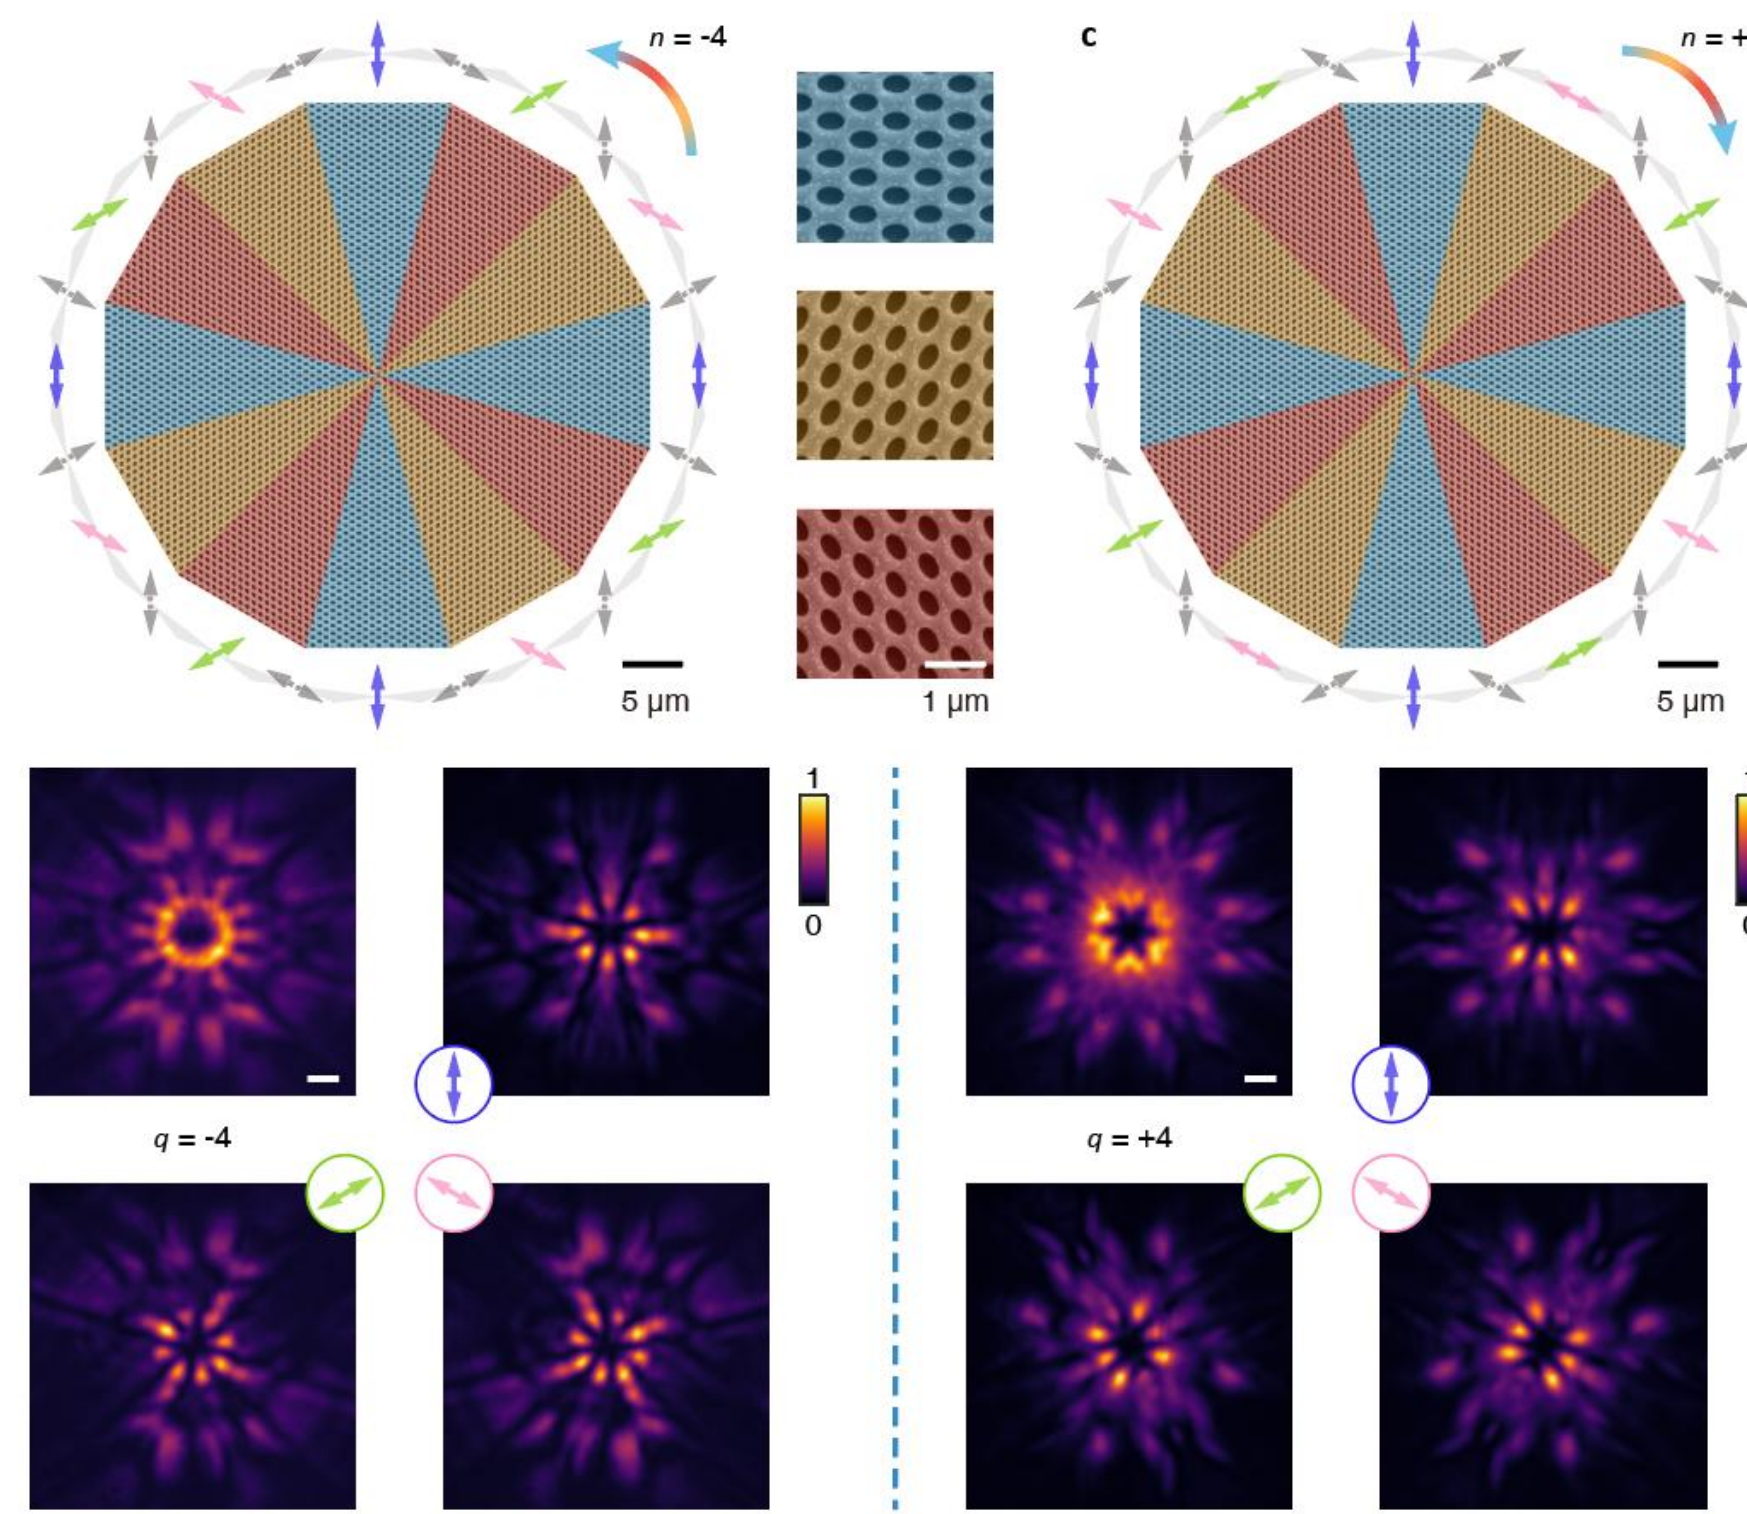 n = -4
c
n = +
5 μm
1 μm
5 μm
1
0
q = -4
q = +4